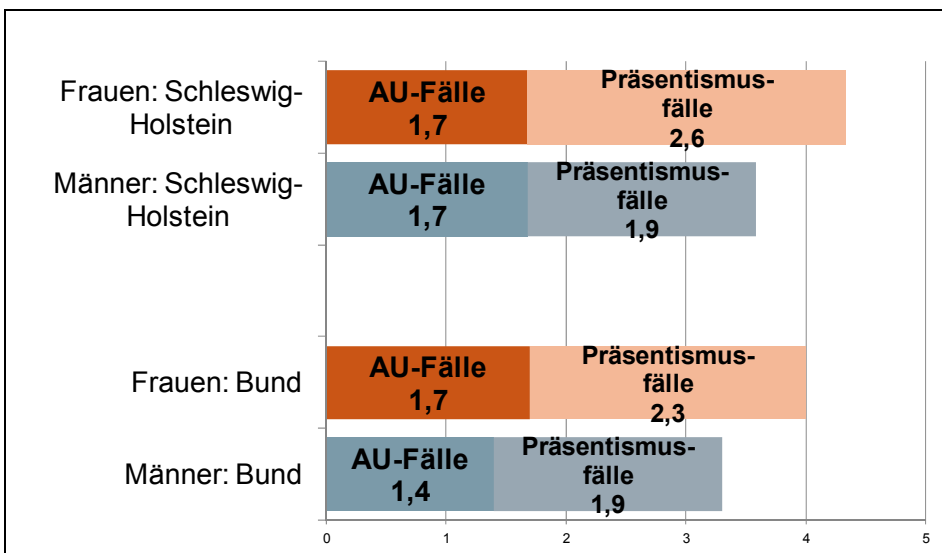 Frauen: Schleswig-
Holstein
AU-Fälle
1,7
Präsentismus-
fälle
2,6
Männer: Schleswig-
Holstein
AU-Fälle
1,7
Präsentismus-
fälle
1,9
Frauen: Bund
AU-Fälle
1,7
Präsentismus-
fälle
2,3
Männer: Bund
AU-Fälle
1,4
Präsentismus-
fälle
1,9
0 1 2 3 4 5